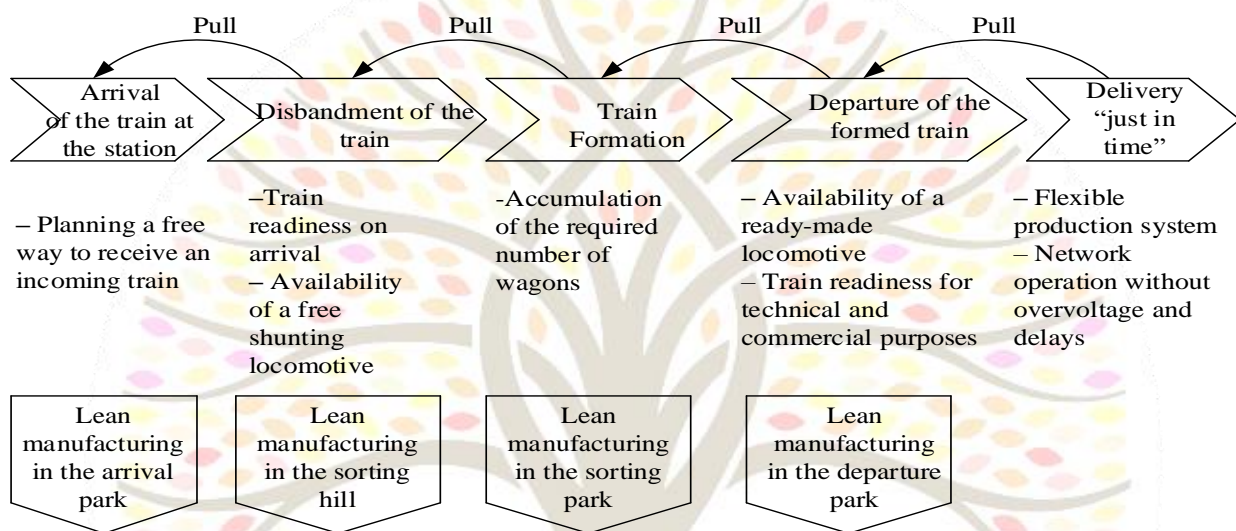 Pull
Pull
Pull
Pull
Arrival
of the train at
the station
Disbandment of the
train
Train
Formation
Departure of the
formed train
Delivery
“just in
time”
– Planning a free
way to receive an
incoming train
–Train
readiness on
arrival
– Availability
of a free
shunting
locomotive
-Accumulation
of the required
number of
wagons
– Availability of a
ready-made
locomotive
– Train readiness for
technical and
commercial purposes
– Flexible
production system
– Network
operation without
overvoltage and
delays
Lean
manufacturing
in the arrival
park
Lean
manufacturing
in the sorting
hill
Lean
manufacturing
in the sorting
park
Lean
manufacturing
in the departure
park